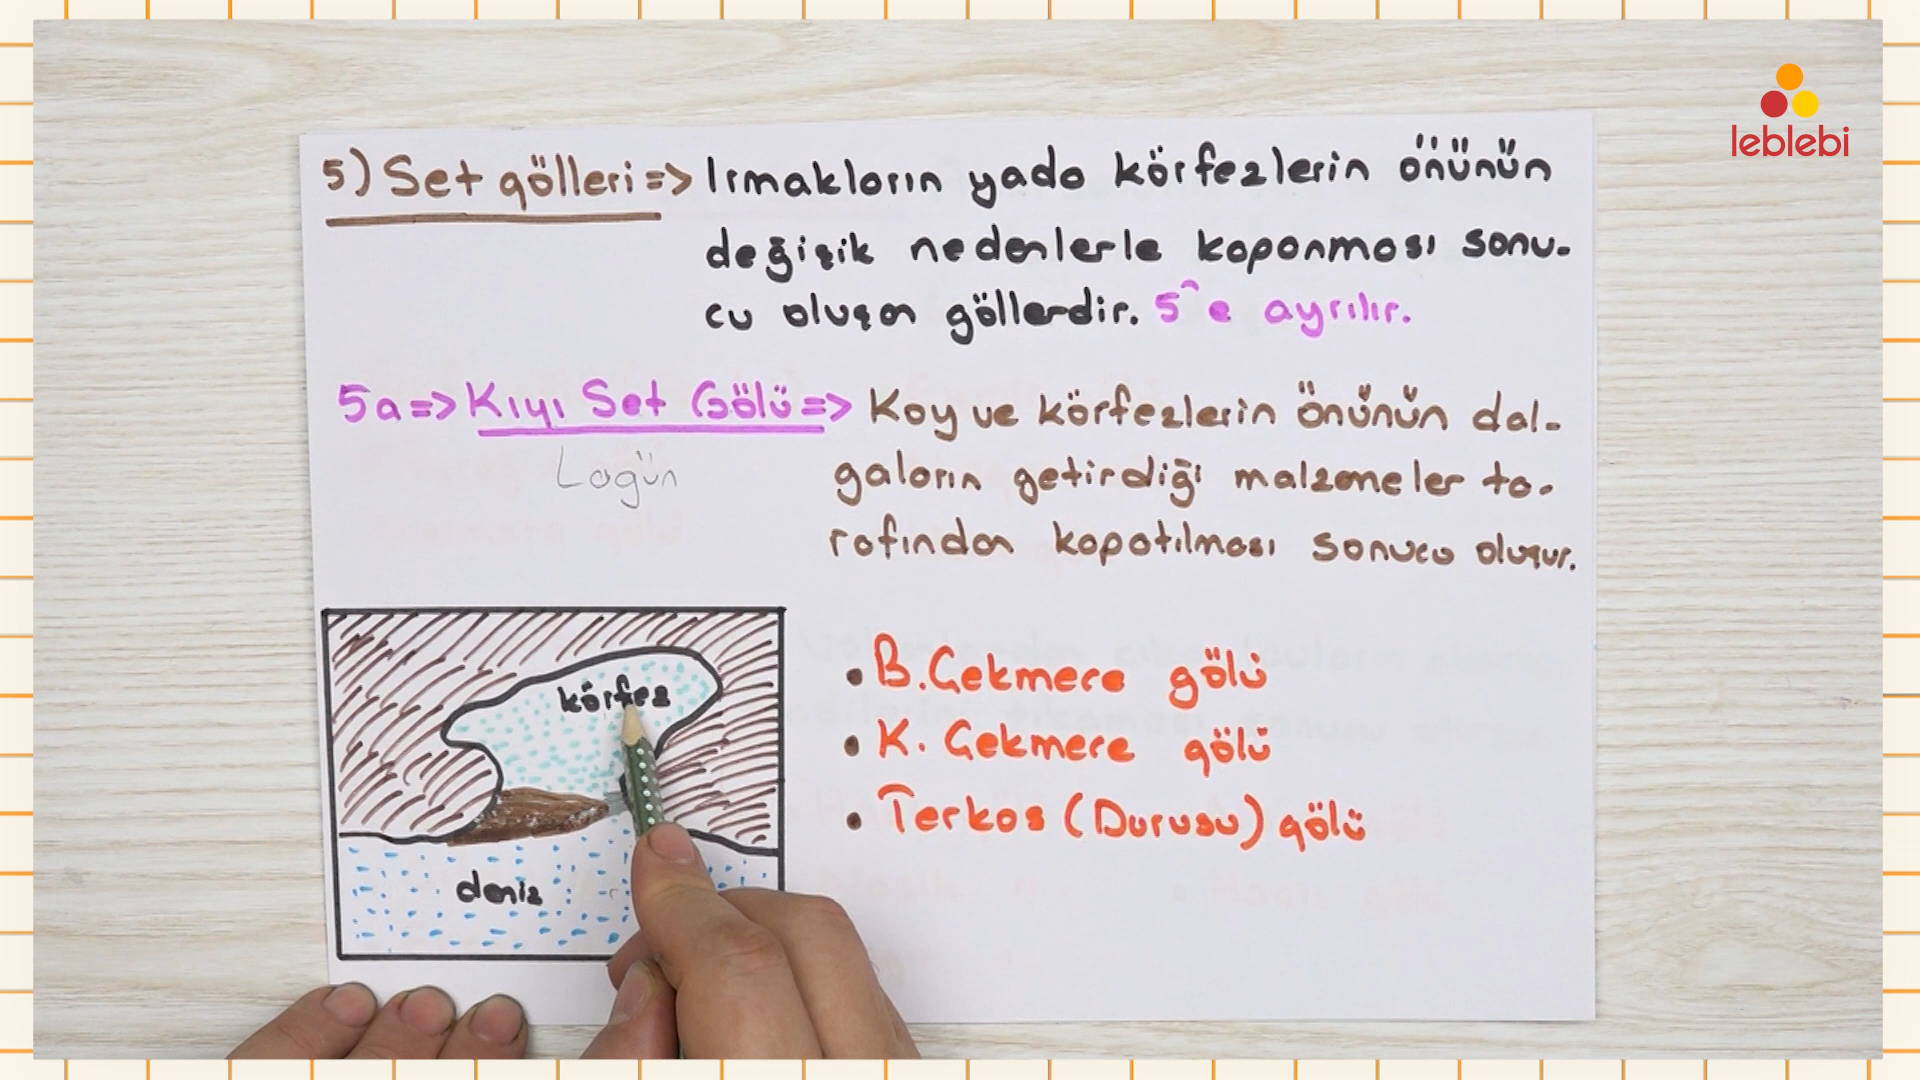 leblebi
5) Set gölleri => Irmakların yada körfezlerin önünün
değişik nedenlerle kapanması sonu-
cu oluşan göllerdir. 5^e ayrılır.
5a => Kıyı Set Gölü => Koy ve körfezlerin önünün dal-
Lagün
gaların getirdiği malzemeler ta-
rafından kapatılması sonucu oluşur.
körfez
deniz
• B.Çekmece gölü
• K. Çekmece gölü
• Terkos (Durusu) gölü